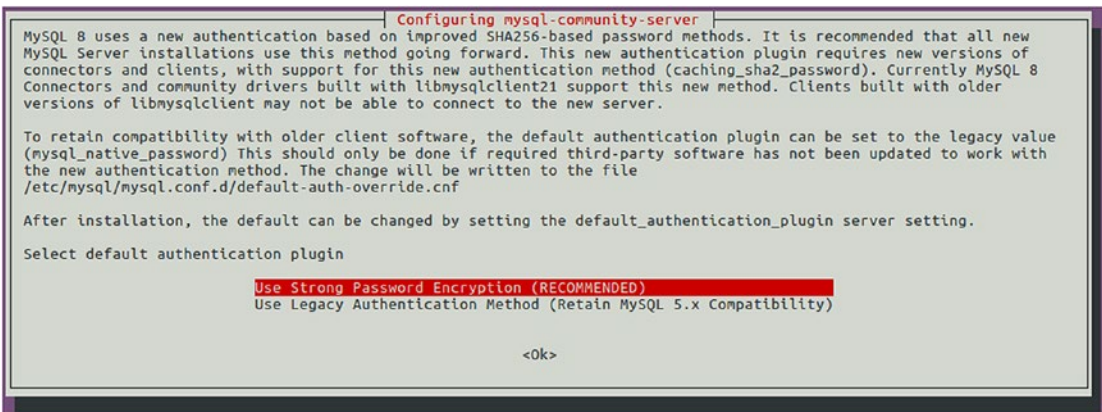 Configuring mysql-community-server
MySQL 8 uses a new authentication based on improved SHA256-based password methods. It is recommended that all new
MySQL Server installations use this method going forward. This new authentication plugin requires new versions of
connectors and clients, with support for this new authentication method (caching_sha2_password). Currently MySQL 8
Connectors and community drivers built with libmysqlclient21 support this new method. Clients built with older
versions of libmysqlclient may not be able to connect to the new server.
To retain compatibility with older client software, the default authentication plugin can be set to the legacy value
(mysql_native_password) This should only be done if required third-party software has not been updated to work with
the new authentication method. The change will be written to the file
/etc/mysql/mysql.conf.d/default-auth-override.cnf
After installation, the default can be changed by setting the default_authentication_plugin server setting.
Select default authentication plugin
Use Strong Password Encryption (RECOMMENDED)
Use Legacy Authentication Method (Retain MySQL 5.x Compatibility)
<Ok>